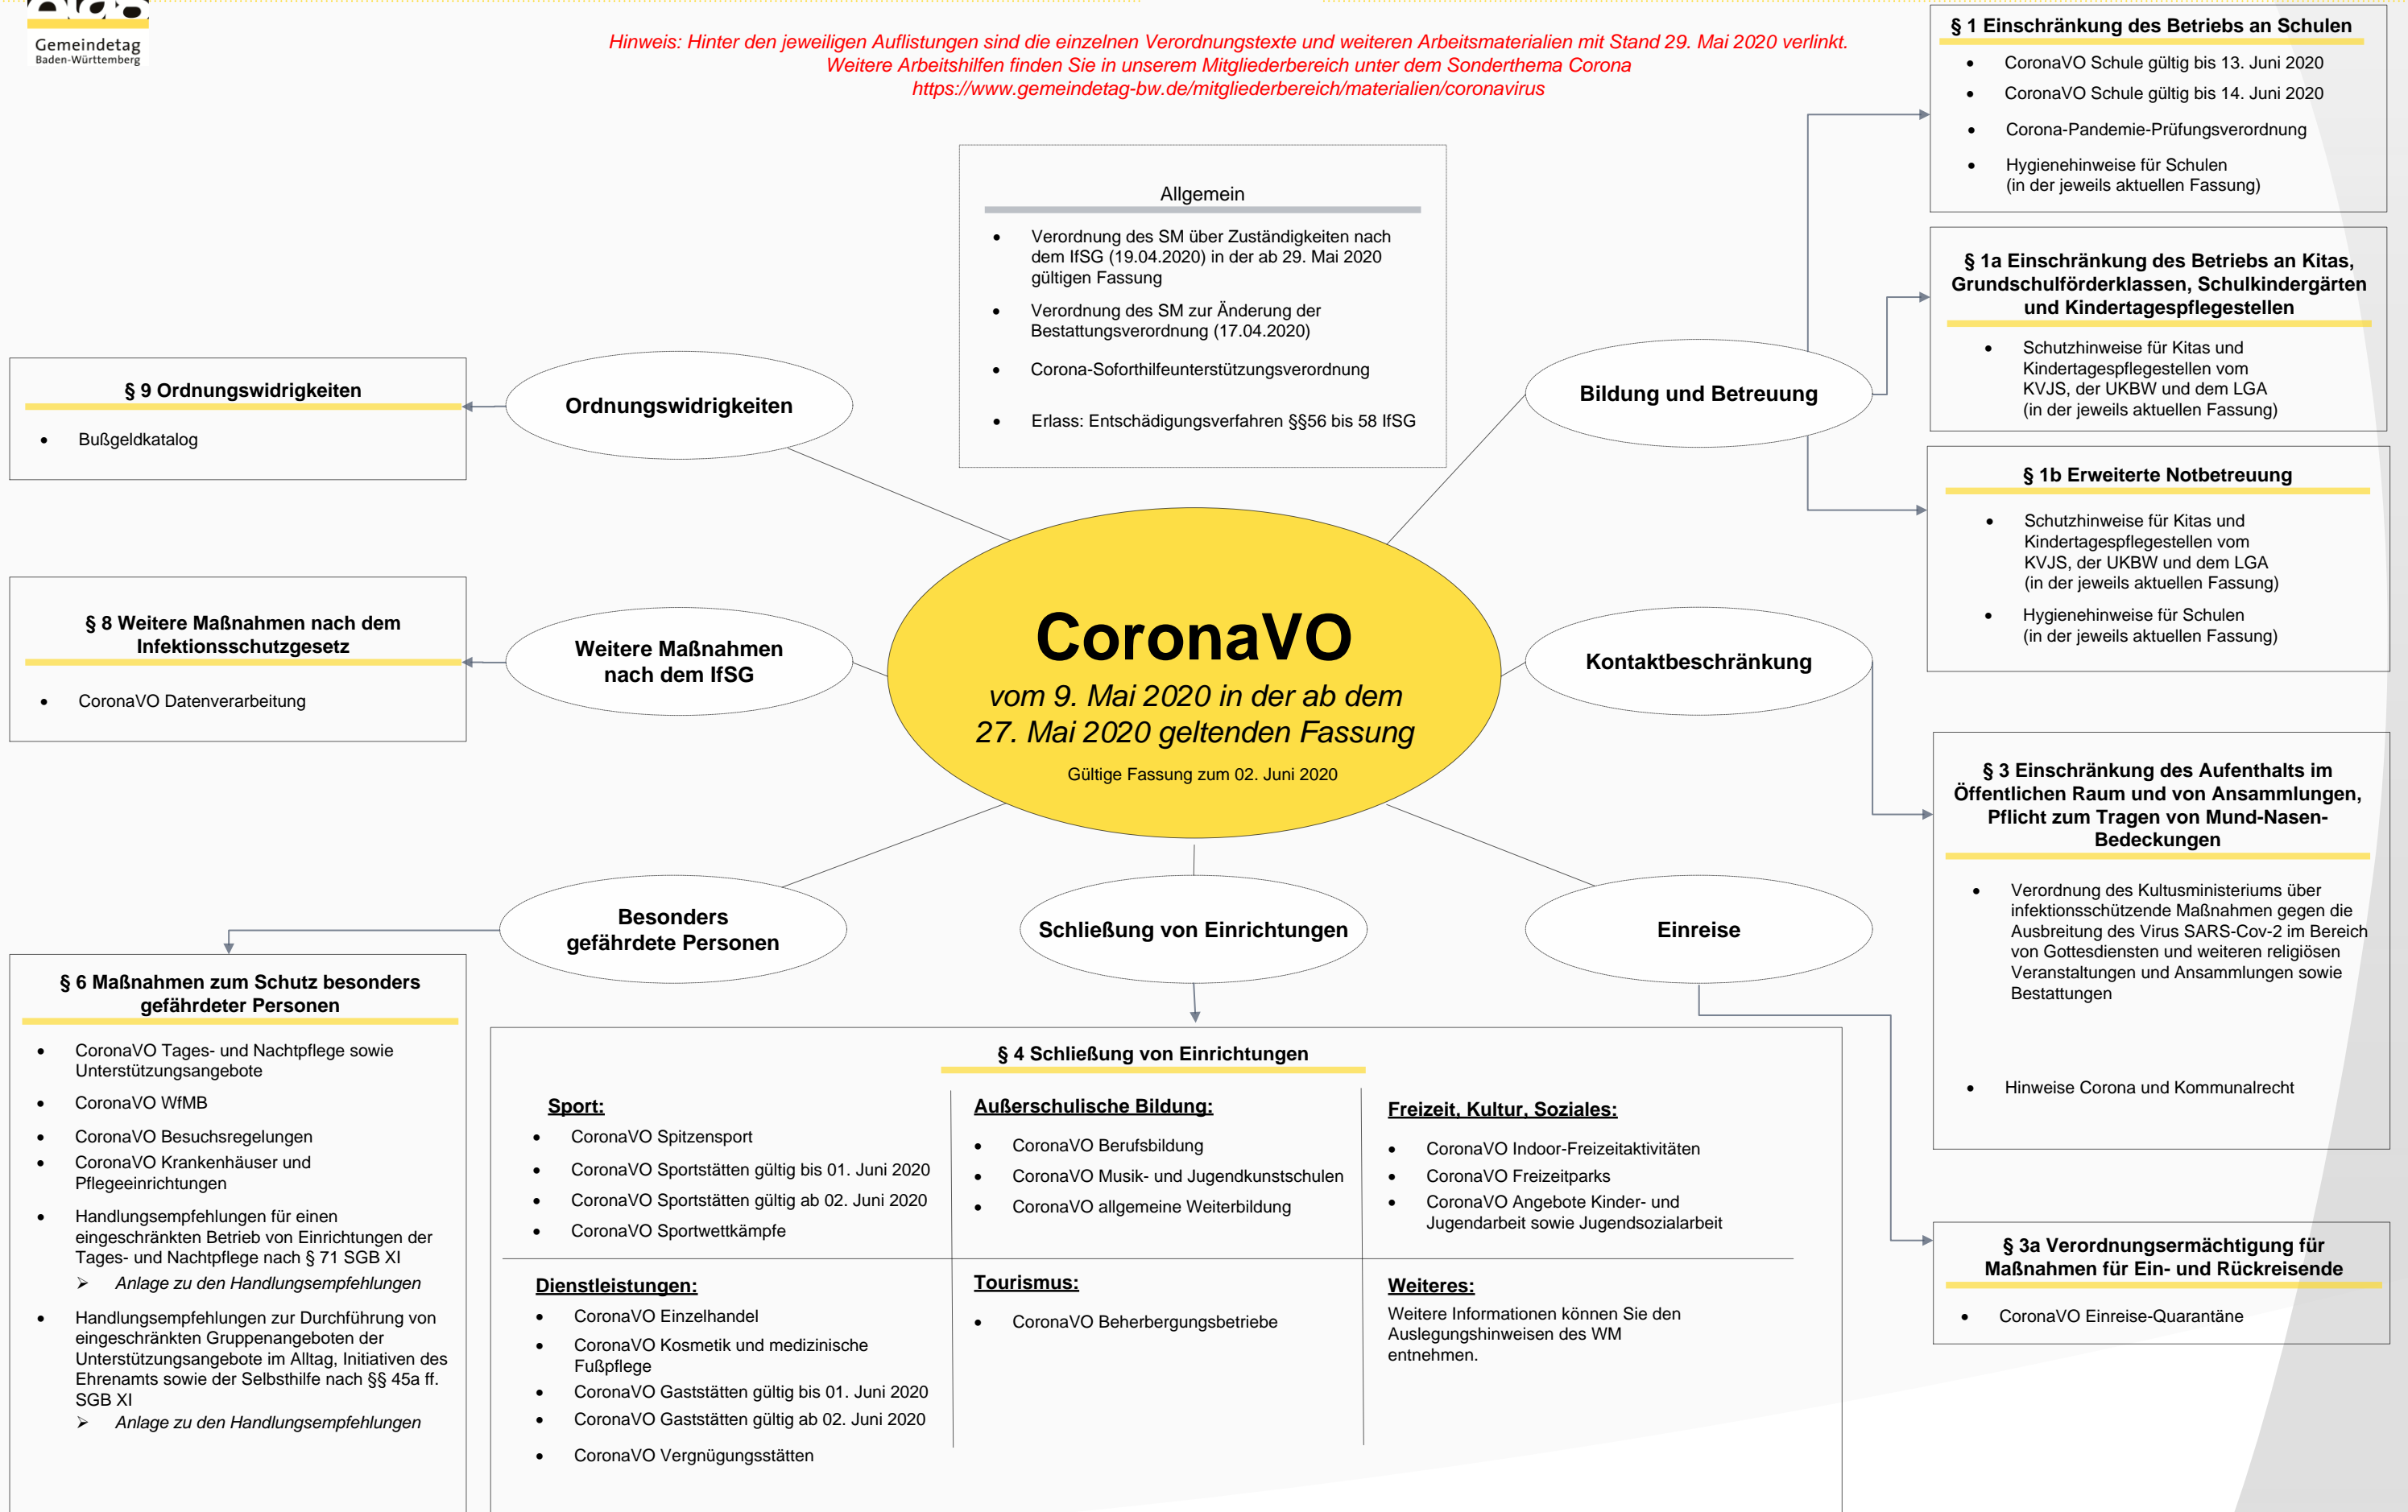 Gemeindetag
Baden-Württemberg
Hinweis: Hinter den jeweiligen Auflistungen sind die einzelnen Verordnungstexte und weiteren Arbeitsmaterialien mit Stand 29. Mai 2020 verlinkt.
Weitere Arbeitshilfen finden Sie in unserem Mitgliederbereich unter dem Sonderthema Corona
https://www.gemeindetag-bw.de/mitgliederbereich/materialien/coronavirus
Allgemein
• Verordnung des SM über Zuständigkeiten nach
dem IfSG (19.04.2020) in der ab 29. Mai 2020
gültigen Fassung
• Verordnung des SM zur Änderung der
Bestattungsverordnung (17.04.2020)
• Corona-Soforthilfeunterstützungsverordnung
• Erlass: Entschädigungsverfahren §§56 bis 58 IfSG
§ 1 Einschränkung des Betriebs an Schulen
• CoronaVO Schule gültig bis 13. Juni 2020
• CoronaVO Schule gültig bis 14. Juni 2020
• Corona-Pandemie-Prüfungsverordnung
• Hygienehinweise für Schulen
(in der jeweils aktuellen Fassung)
§ 1a Einschränkung des Betriebs an Kitas,
Grundschulförderklassen, Schulkindergärten
und Kindertagespflegestellen
• Schutzhinweise für Kitas und
Kindertagespflegestellen vom
KVJS, der UKBW und dem LGA
(in der jeweils aktuellen Fassung)
§ 1b Erweiterte Notbetreuung
• Schutzhinweise für Kitas und
Kindertagespflegestellen vom
KVJS, der UKBW und dem LGA
(in der jeweils aktuellen Fassung)
• Hygienehinweise für Schulen
(in der jeweils aktuellen Fassung)
Bildung und Betreuung
Ordnungswidrigkeiten
§ 9 Ordnungswidrigkeiten
• Bußgeldkatalog
§ 8 Weitere Maßnahmen nach dem
Infektionsschutzgesetz
• CoronaVO Datenverarbeitung
Weitere Maßnahmen
nach dem IfSG
CoronaVO
vom 9. Mai 2020 in der ab dem
27. Mai 2020 geltenden Fassung
Gültige Fassung zum 02. Juni 2020
Kontaktbeschränkung
§ 3 Einschränkung des Aufenthalts im
Öffentlichen Raum und von Ansammlungen,
Pflicht zum Tragen von Mund-Nasen-
Bedeckungen
• Verordnung des Kultusministeriums über
infektionsschützende Maßnahmen gegen die
Ausbreitung des Virus SARS-Cov-2 im Bereich
von Gottesdiensten und weiteren religiösen
Veranstaltungen und Ansammlungen sowie
Bestattungen
• Hinweise Corona und Kommunalrecht
Besonders
gefährdete Personen
Schließung von Einrichtungen
Einreise
§ 6 Maßnahmen zum Schutz besonders
gefährdeter Personen
• CoronaVO Tages- und Nachtpflege sowie
Unterstützungsangebote
• CoronaVO WfMB
• CoronaVO Besuchsregelungen
• CoronaVO Krankenhäuser und
Pflegeeinrichtungen
• Handlungsempfehlungen für einen
eingeschränkten Betrieb von Einrichtungen der
Tages- und Nachtpflege nach § 71 SGB XI
➢ Anlage zu den Handlungsempfehlungen
• Handlungsempfehlungen zur Durchführung von
eingeschränkten Gruppenangeboten der
Unterstützungsangebote im Alltag, Initiativen des
Ehrenamts sowie der Selbsthilfe nach §§ 45a ff.
SGB XI
➢ Anlage zu den Handlungsempfehlungen
§ 4 Schließung von Einrichtungen
Sport:
• CoronaVO Spitzensport
• CoronaVO Sportstätten gültig bis 01. Juni 2020
• CoronaVO Sportstätten gültig ab 02. Juni 2020
• CoronaVO Sportwettkämpfe
Außerschulische Bildung:
• CoronaVO Berufsbildung
• CoronaVO Musik- und Jugendkunstschulen
• CoronaVO allgemeine Weiterbildung
Freizeit, Kultur, Soziales:
• CoronaVO Indoor-Freizeitaktivitäten
• CoronaVO Freizeitparks
• CoronaVO Angebote Kinder- und
Jugendarbeit sowie Jugendsozialarbeit
Dienstleistungen:
• CoronaVO Einzelhandel
• CoronaVO Kosmetik und medizinische
Fußpflege
• CoronaVO Gaststätten gültig bis 01. Juni 2020
• CoronaVO Gaststätten gültig ab 02. Juni 2020
• CoronaVO Vergnügungsstätten
Tourismus:
• CoronaVO Beherbergungsbetriebe
Weiteres:
Weitere Informationen können Sie den
Auslegungshinweisen des WM
entnehmen.
§ 3a Verordnungsermächtigung für
Maßnahmen für Ein- und Rückreisende
• CoronaVO Einreise-Quarantäne